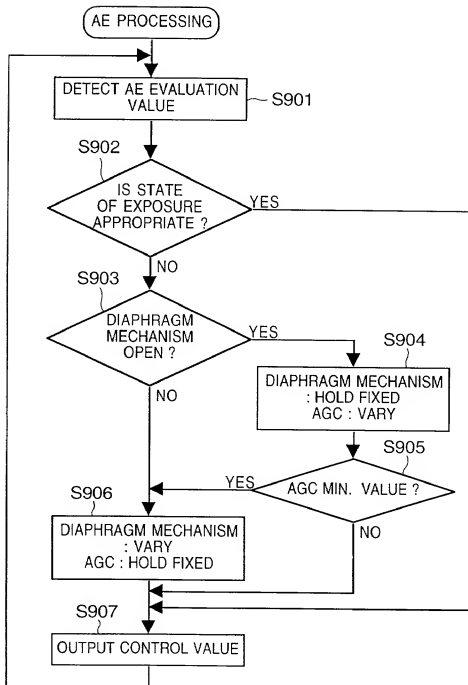 AE PROCESSING
DETECT AE EVALUATION
VALUE
S901
S902
IS STATE
OF EXPOSURE
APPROPRIATE ?
YES
NO
S903
DIAPHRAGM
MECHANISM
OPEN ?
YES
NO
S904
DIAPHRAGM MECHANISM
: HOLD FIXED
AGC : VARY
S905
AGC MIN. VALUE ?
YES
NO
S906
DIAPHRAGM MECHANISM
: VARY
AGC : HOLD FIXED
S907
OUTPUT CONTROL VALUE